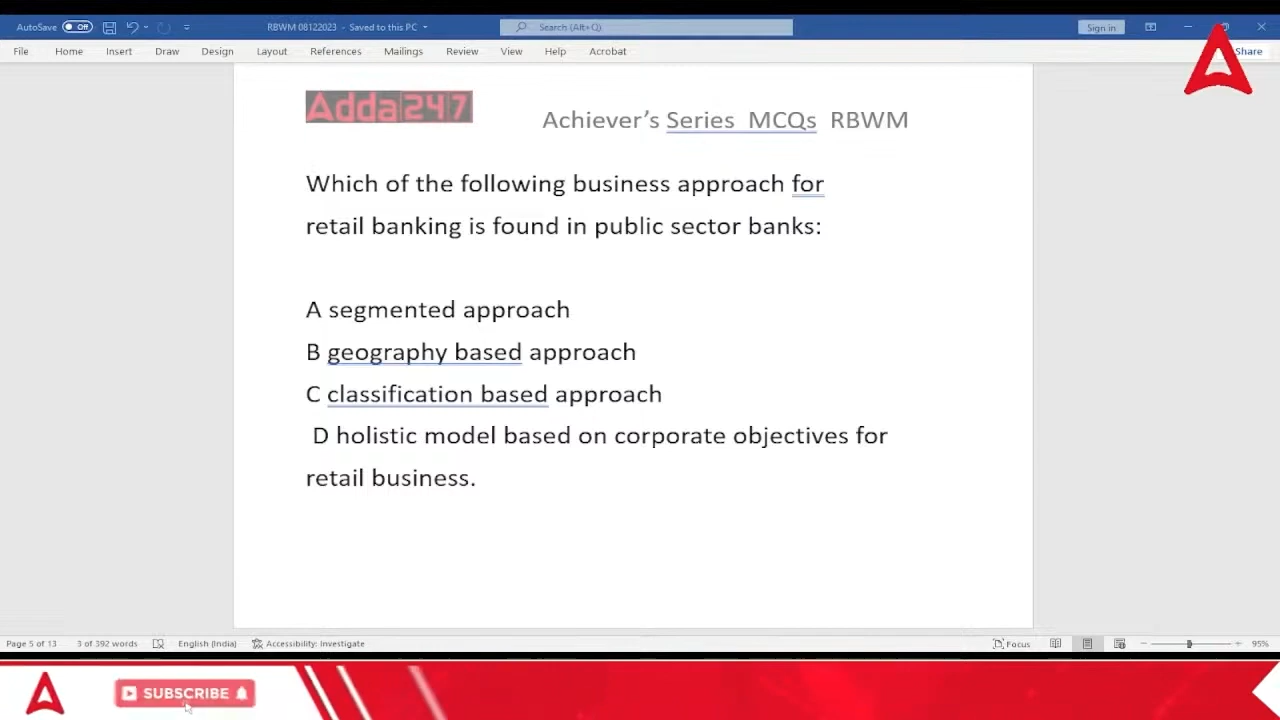 AutoSave Off RBWM 08122023 - Saved to this PC Search (Alt+Q) Sign in
File Home Insert Draw Design Layout References Mailings Review View Help Acrobat Share
Adda247
Achiever's Series MCQs RBWM
Which of the following business approach for
retail banking is found in public sector banks:
A segmented approach
B geography based approach
C classification based approach
D holistic model based on corporate objectives for
retail business.
Page 5 of 13 3 of 392 words English (India) Accessibility: Investigate Focus 95%
SUBSCRIBE